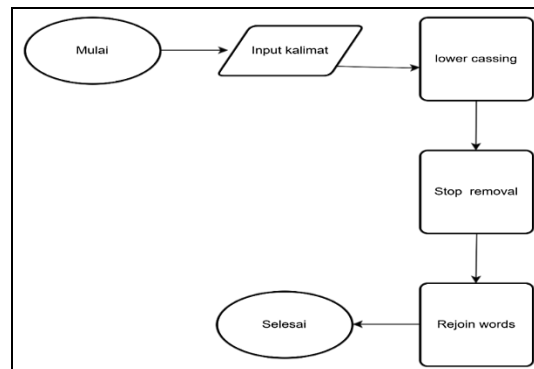 Mulai
Input kalimat
lower cassing
Stop removal
Rejoin words
Selesai